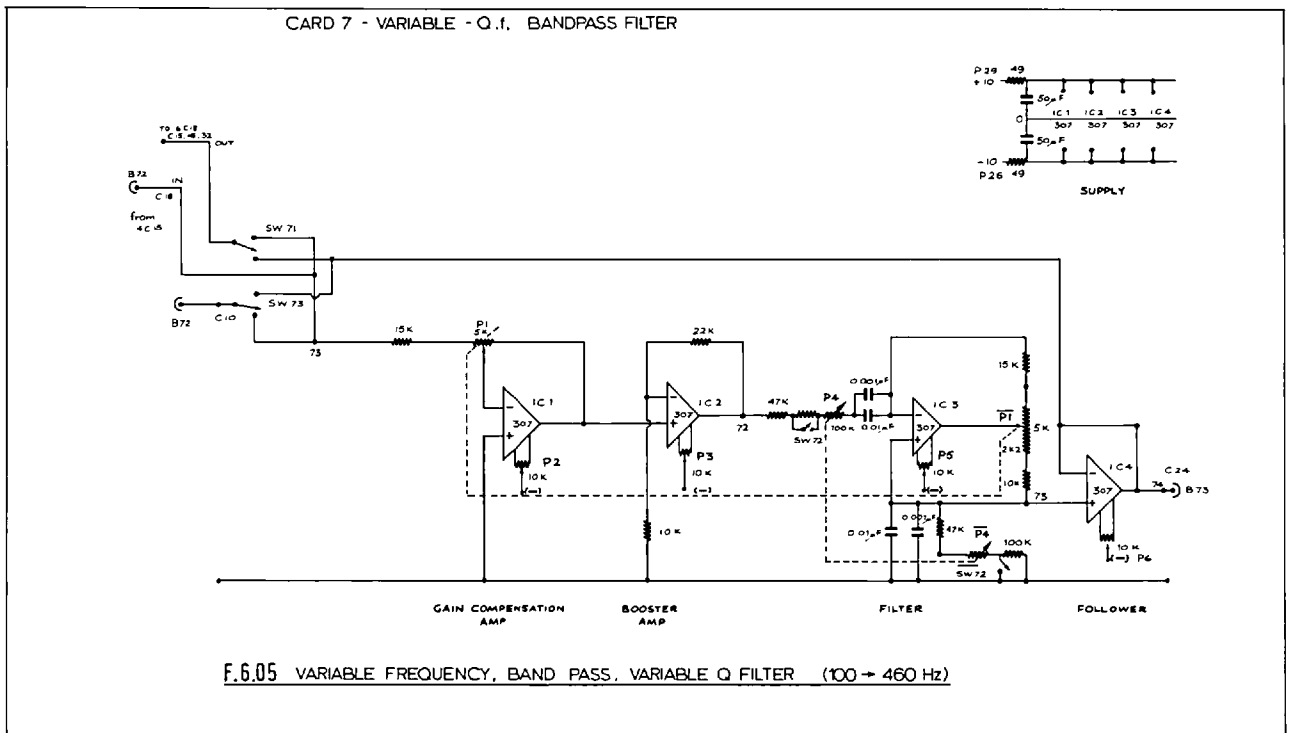 CARD 7 - VARIABLE - Q.f. BANDPASS FILTER
P 29 49
+10
50µF
0
IC1 IC2 IC3 IC4
307 307 307 307
50µF
-10 49
P26
SUPPLY
OUT
B72 IN
C18
from
4C15
SW 71
SW 73
B72 C10
73
15K
P1
5K
IC1
307
P2
10K
(-)
22K
IC2
307
P3
10K
(-)
10K
72
47K
SW72
P4
100K
0.001µF
0.01µF
IC3
307
P5
10K
(-)
15K
P1
5K
2K2
10K
73
0.01µF
0.001µF
47K
P4
100K
SW72
IC4
307
74
C24
B73
10K
(-) P6
GAIN COMPENSATION
AMP
BOOSTER
AMP
FILTER
FOLLOWER
F.6.05 VARIABLE FREQUENCY, BAND PASS, VARIABLE Q FILTER (100 → 460 Hz)